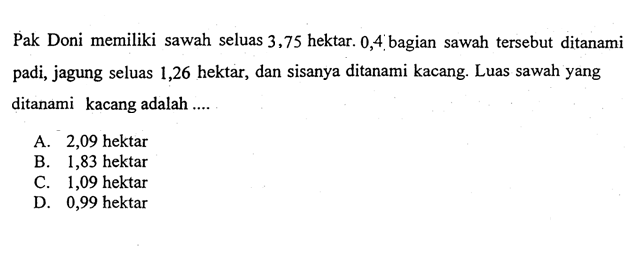 Pak Doni memiliki sawah seluas 3,75 hektar. 0,4 bagian sawah tersebut ditanami
padi, jagung seluas 1,26 hektar, dan sisanya ditanami kacang. Luas sawah yang
ditanami kacang adalah ....
A. 2,09 hektar
B. 1,83 hektar
C. 1,09 hektar
D. 0,99 hektar